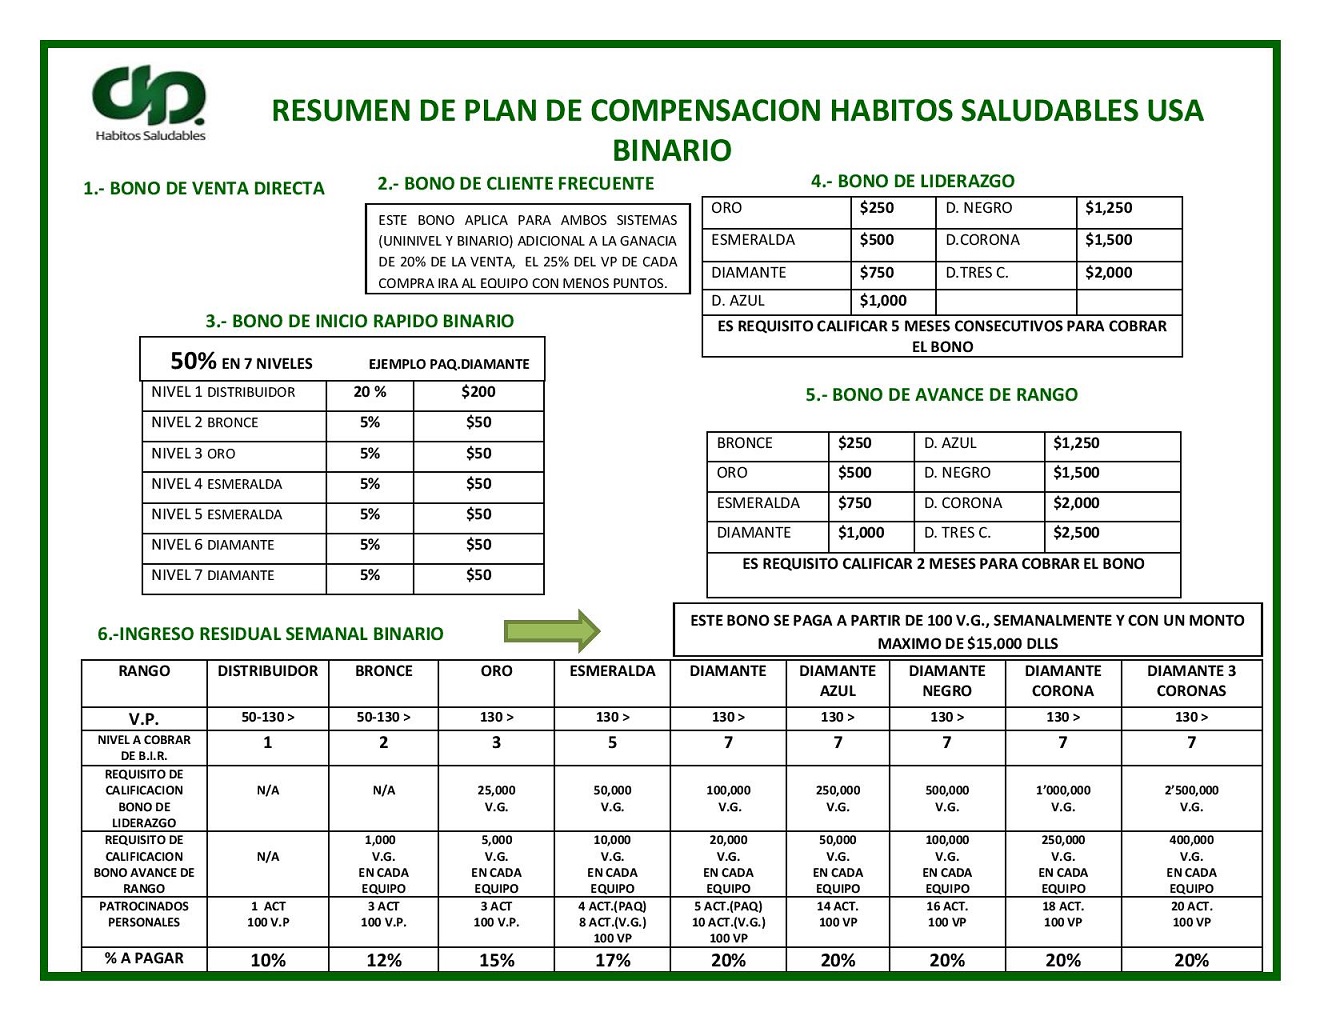 Habitos Saludables
RESUMEN DE PLAN DE COMPENSACION HABITOS SALUDABLES USA
BINARIO
1.- BONO DE VENTA DIRECTA
2.- BONO DE CLIENTE FRECUENTE
ESTE BONO APLICA PARA AMBOS SISTEMAS
(UNINIVEL Y BINARIO) ADICIONAL A LA GANACIA
DE 20% DE LA VENTA, EL 25% DEL VP DE CADA
COMPRA IRA AL EQUIPO CON MENOS PUNTOS.
4.- BONO DE LIDERAZGO
ORO $250 D. NEGRO $1,250
ESMERALDA $500 D.CORONA $1,500
DIAMANTE $750 D.TRES C. $2,000
D. AZUL $1,000
ES REQUISITO CALIFICAR 5 MESES CONSECUTIVOS PARA COBRAR
EL BONO
3.- BONO DE INICIO RAPIDO BINARIO
50% EN 7 NIVELES EJEMPLO PAQ.DIAMANTE
NIVEL 1 DISTRIBUIDOR 20 % $200
NIVEL 2 BRONCE 5% $50
NIVEL 3 ORO 5% $50
NIVEL 4 ESMERALDA 5% $50
NIVEL 5 ESMERALDA 5% $50
NIVEL 6 DIAMANTE 5% $50
NIVEL 7 DIAMANTE 5% $50
5.- BONO DE AVANCE DE RANGO
BRONCE $250 D. AZUL $1,250
ORO $500 D. NEGRO $1,500
ESMERALDA $750 D. CORONA $2,000
DIAMANTE $1,000 D. TRES C. $2,500
ES REQUISITO CALIFICAR 2 MESES PARA COBRAR EL BONO
6.-INGRESO RESIDUAL SEMANAL BINARIO
ESTE BONO SE PAGA A PARTIR DE 100 V.G., SEMANALMENTE Y CON UN MONTO
MAXIMO DE $15,000 DLLS
RANGO DISTRIBUIDOR BRONCE ORO ESMERALDA DIAMANTE DIAMANTE DIAMANTE DIAMANTE DIAMANTE 3
AZUL NEGRO CORONA CORONAS
V.P. 50-130 > 50-130 > 130 > 130 > 130 > 130 > 130 > 130 > 130 >
NIVEL A COBRAR 1 2 3 5 7 7 7 7 7
DE B.I.R.
REQUISITO DE
CALIFICACION N/A N/A 25,000 50,000 100,000 250,000 500,000 1'000,000 2'500,000
BONO DE V.G. V.G. V.G. V.G. V.G. V.G. V.G.
LIDERAZGO
REQUISITO DE 1,000 5,000 10,000 20,000 50,000 100,000 250,000 400,000
CALIFICACION N/A V.G. V.G. V.G. V.G. V.G. V.G. V.G. V.G.
BONO AVANCE DE EN CADA EN CADA EN CADA EN CADA EN CADA EN CADA EN CADA EN CADA
RANGO EQUIPO EQUIPO EQUIPO EQUIPO EQUIPO EQUIPO EQUIPO EQUIPO
PATROCINADOS 1 ACT 3 ACT 3 ACT 4 ACT.(PAQ) 5 ACT.(PAQ) 14 ACT. 16 ACT. 18 ACT. 20 ACT.
PERSONALES 100 V.P 100 V.P. 100 V.P. 8 ACT.(V.G.) 10 ACT.(V.G.) 100 VP 100 VP 100 VP 100 VP
100 VP 100 VP
% A PAGAR 10% 12% 15% 17% 20% 20% 20% 20% 20%